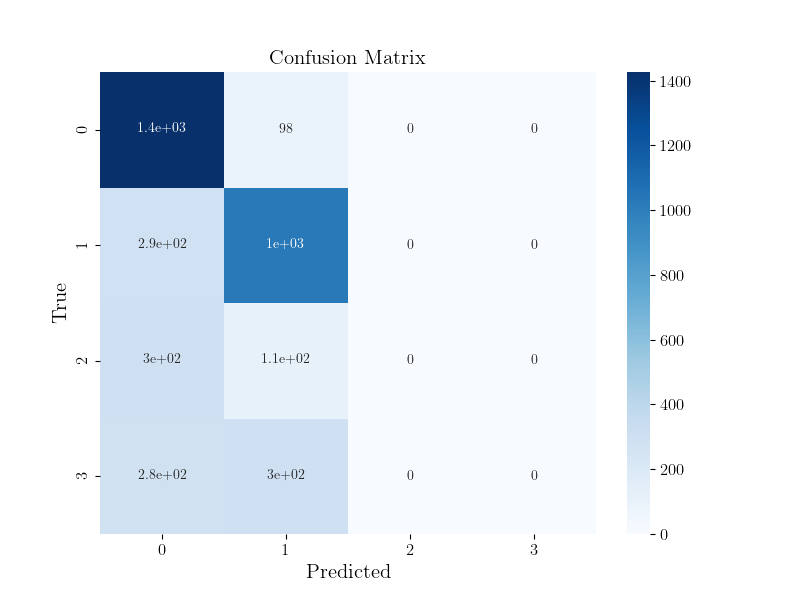 Confusion Matrix
True
0
1.4e+03 98 0 0
1
2.9e+02 1e+03 0 0
2
3e+02 1.1e+02 0 0
3
2.8e+02 3e+02 0 0
0 1 2 3
Predicted
1400
1200
1000
800
600
400
200
0